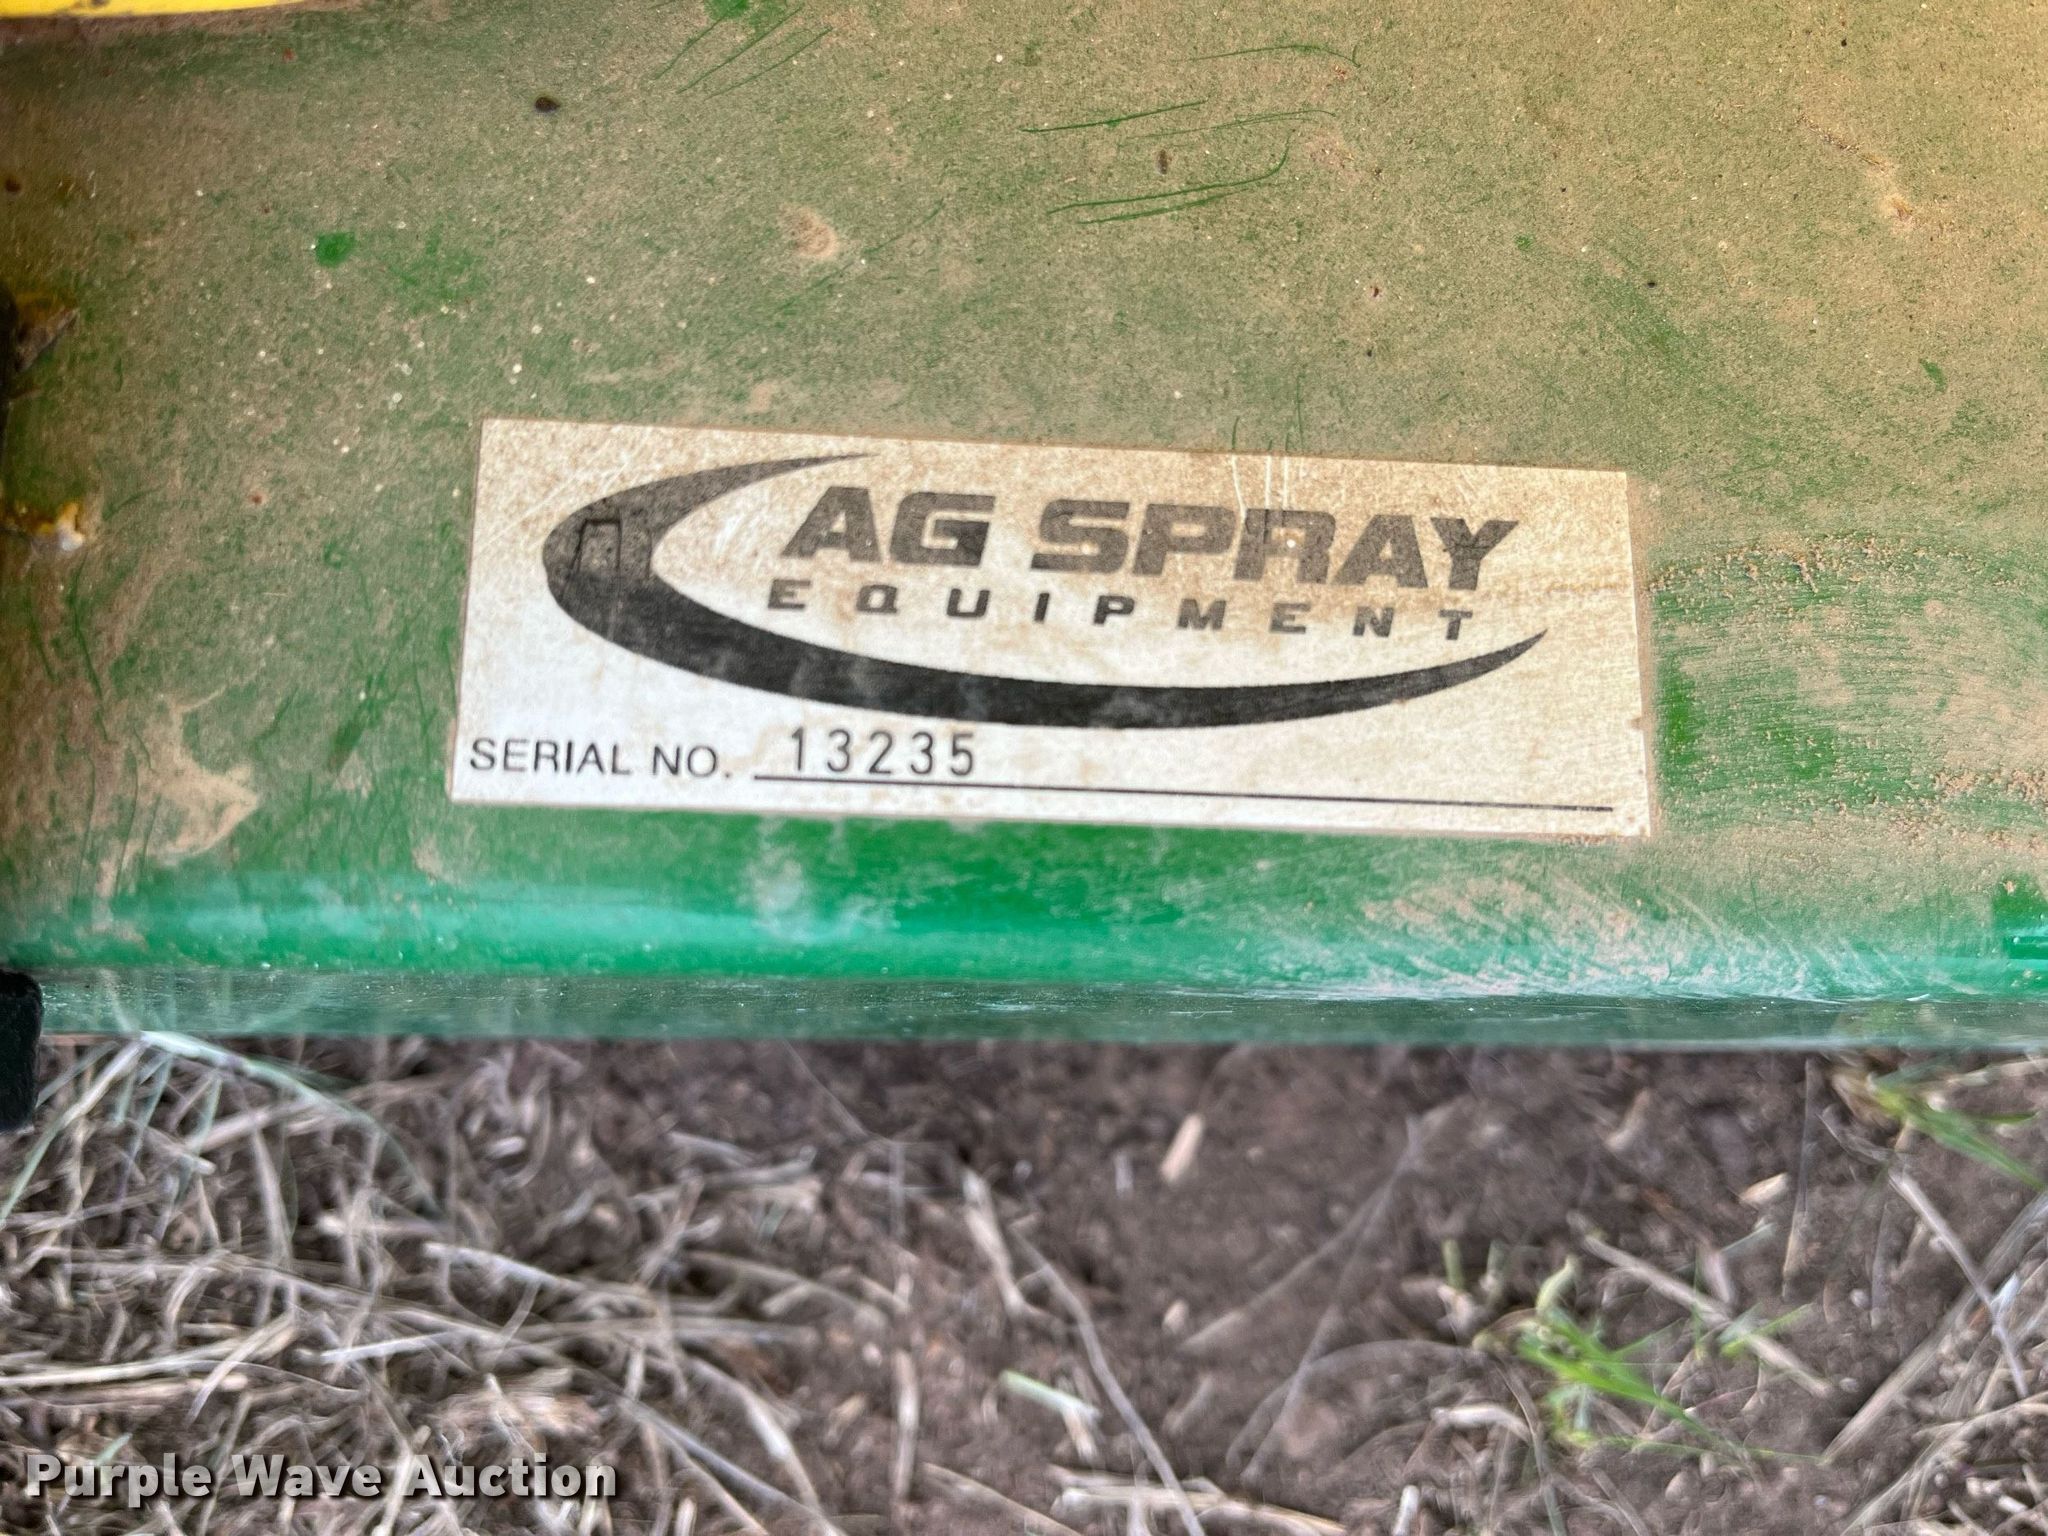 AG SPRAY
EQUIPMENT
SERIAL NO. 13235
Purple Wave Auction